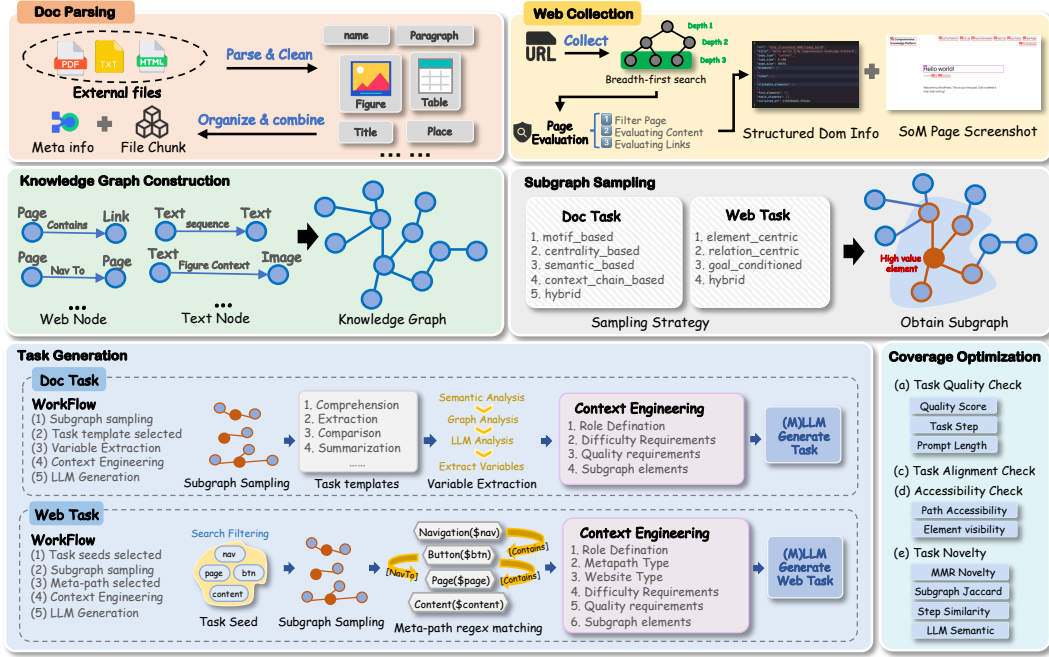 Doc Parsing
PDF
TXT
HTML
External files
Parse & Clean
Organize & combine
Meta info
File Chunk
name
Paragraph
Figure
Table
Title
Place
... ...
Web Collection
URL
Collect
Depth 1
Depth 2
Depth 3
Breadth-first search
Page
Evaluation
1 Filter Page
2 Evaluating Content
3 Evaluating Links
Structured Dom Info
Hello world!
SoM Page Screenshot
Knowledge Graph Construction
Page
Contains
Link
Text
sequence
Text
Page
Nav To
Page
Text
Figure Context
Image
...
...
Web Node
Text Node
Knowledge Graph
Subgraph Sampling
Doc Task
1. motif_based
2. centrality_based
3. semantic_based
4. context_chain_based
5. hybrid
Web Task
1. element_centric
2. relation_centric
3. goal_conditioned
4. hybrid
Sampling Strategy
High value
element
Obtain Subgraph
Task Generation
Doc Task
WorkFlow
(1) Subgraph sampling
(2) Task template selected
(3) Variable Extraction
(4) Context Engineering
(5) LLM Generation
Subgraph Sampling
1. Comprehension
2. Extraction
3. Comparison
4. Summarization
......
Task templates
Semantic Analysis
Graph Analysis
LLM Analysis
Extract Variables
Variable Extraction
Context Engineering
1. Role Defination
2. Difficulty Requirements
3. Quality requirements
4. Subgraph elements
(M)LLM
Generate
Task
Web Task
WorkFlow
(1) Task seeds selected
(2) Subgraph sampling
(3) Meta-path selected
(4) Context Engineering
(5) LLM Generation
Search Filtering
nav
page
btn
content
Task Seed
Subgraph Sampling
Navigation($nav)
[Contains]
Button($btn)
[NavTo]
Page($page)
[Contains]
Content($content)
Meta-path regex matching
Context Engineering
1. Role Defination
2. Metapath Type
3. Website Type
4. Difficulty Requirements
5. Quality requirements
6. Subgraph elements
(M)LLM
Generate
Web Task
Coverage Optimization
(a) Task Quality Check
Quality Score
Task Step
Prompt Length
(c) Task Alignment Check
(d) Accessibility Check
Path Accessibility
Element visibility
(e) Task Novelty
MMR Novelty
Subgraph Jaccard
Step Similarity
LLM Semantic